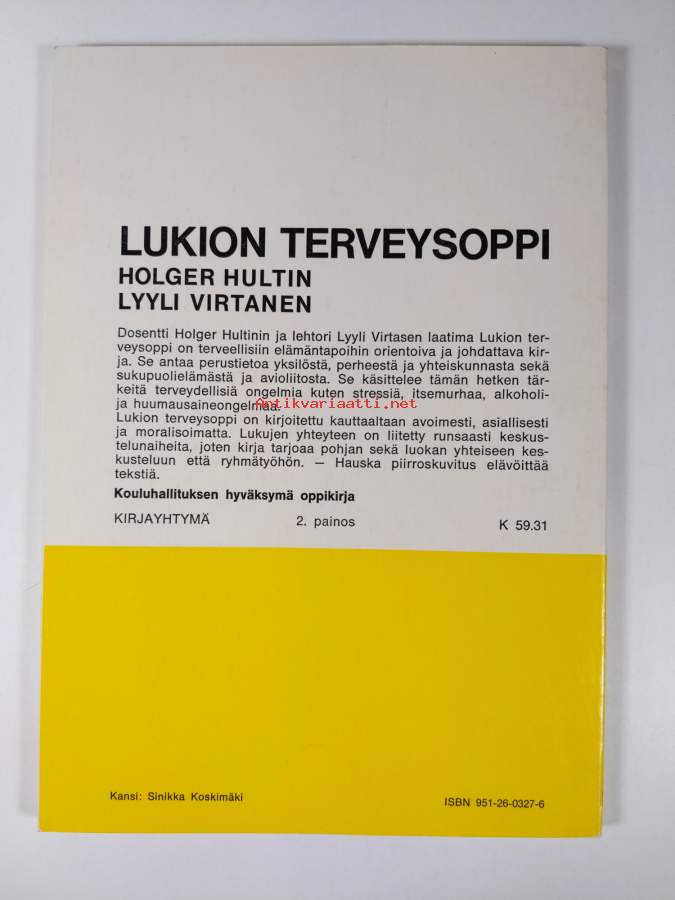 LUKION TERVEYSOPPI
HOLGER HULTIN
LYYLI VIRTANEN
Dosentti Holger Hultinin ja lehtori Lyyli Virtasen laatima Lukion ter-
veysoppi on terveellisiin elämäntapoihin orientoiva ja johdattava kir-
ja. Se antaa perustietoa yksilöstä, perheestä ja yhteiskunnasta sekä
sukupuolielämästä ja avioliitosta. Se käsittelee tämän hetken tär-
keitä terveydellisiä ongelmia kuten stressiä, itsemurhaa, alkoholi-
ja huumausaineongelmaa.
Antikvariaatti.net
Lukion terveysoppi on kirjoitettu kauttaaltaan avoimesti, asiallisesti
ja moralisoimatta. Lukujen yhteyteen on liitetty runsaasti keskus-
telunaiheita, joten kirja tarjoaa pohjan sekä luokan yhteiseen kes-
kusteluun että ryhmätyöhön. — Hauska piirroskuvitus elävöittää
tekstiä.
Kouluhallituksen hyväksymä oppikirja
KIRJAYHTYMÄ 2. painos K 59.31
Kansi: Sinikka Koskimäki ISBN 951-26-0327-6